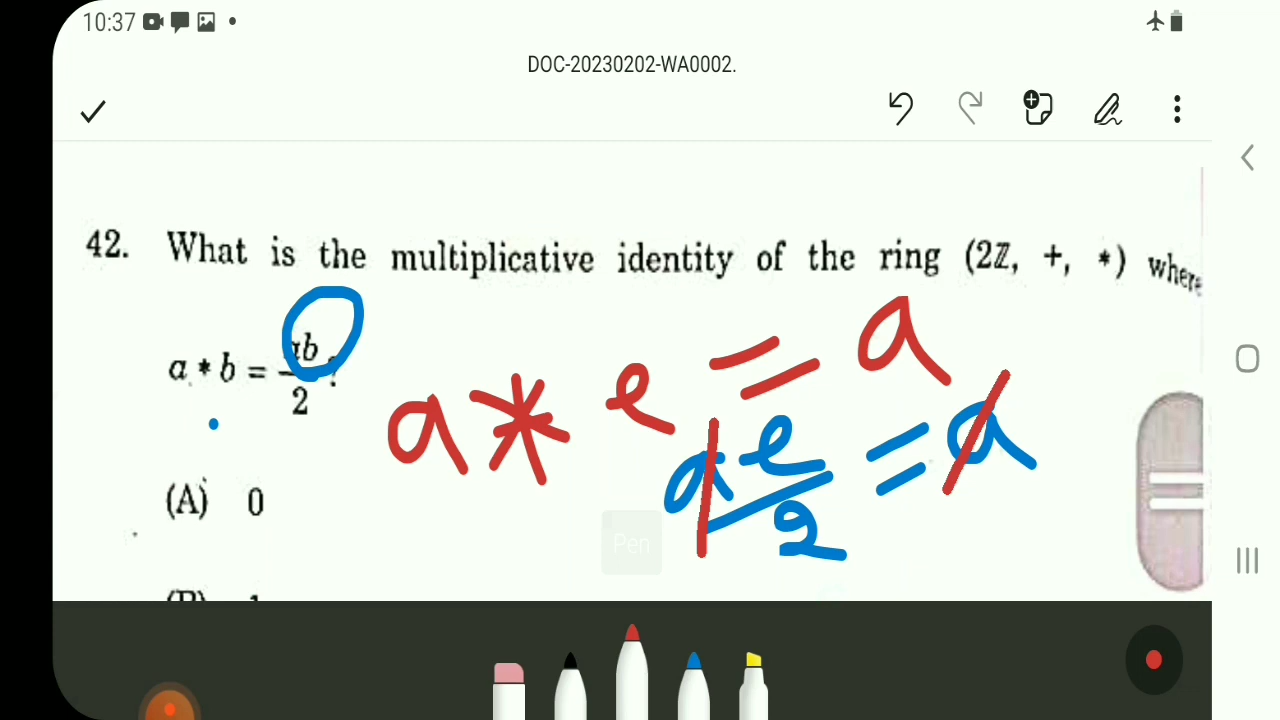 10:37
DOC-20230202-WA0002.
42. What is the multiplicative identity of the ring (2ℤ, +, *) where
a * b = ab/2 ?
a * e = a
ae/2 = a
(A) 0
Pen